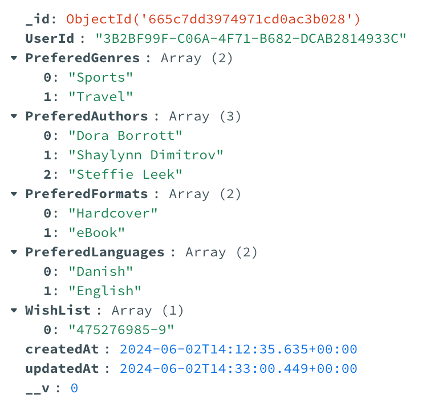 _id: ObjectId('665c7dd3974971cd0ac3b028')
UserId : "3B2BF99F-C06A-4F71-B682-DCAB2814933C"
PreferedGenres : Array (2)
0: "Sports"
1: "Travel"
PreferedAuthors : Array (3)
0: "Dora Borrott"
1: "Shaylynn Dimitrov"
2: "Steffie Leek"
PreferedFormats : Array (2)
0: "Hardcover"
1: "eBook"
PreferedLanguages : Array (2)
0: "Danish"
1: "English"
WishList : Array (1)
0: "475276985-9"
createdAt : 2024-06-02T14:12:35.635+00:00
updatedAt : 2024-06-02T14:33:00.449+00:00
__v : 0